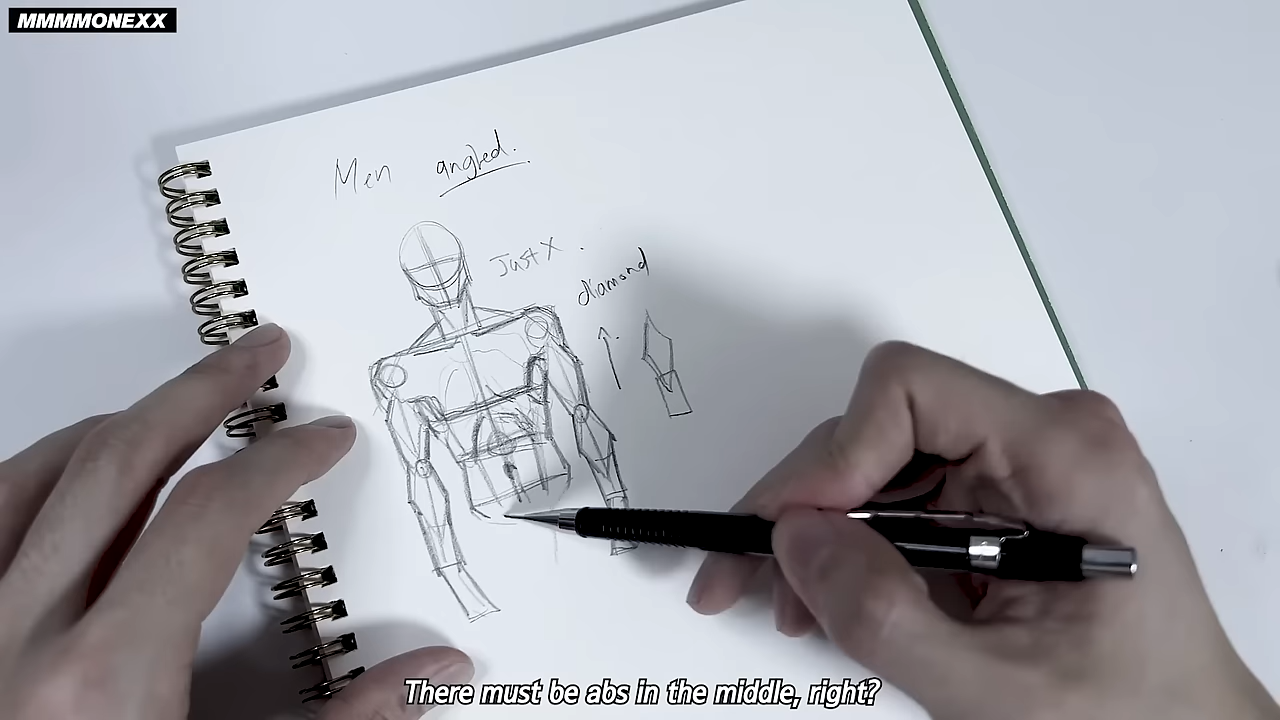 MMMMONEXX
Men angled.
Just X.
diamond
There must be abs in the middle, right?